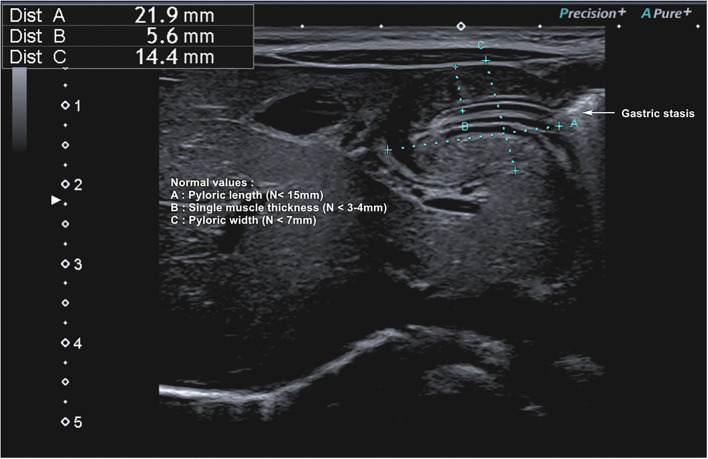 Dist A 21.9 mm
Dist B 5.6 mm
Dist C 14.4 mm
Precision+ A Pure+
C
B
A
Gastric stasis
Normal values :
A : Pyloric length (N< 15mm)
B : Single muscle thickness (N < 3-4mm)
C : Pyloric width (N < 7mm)
1
2
3
4
5